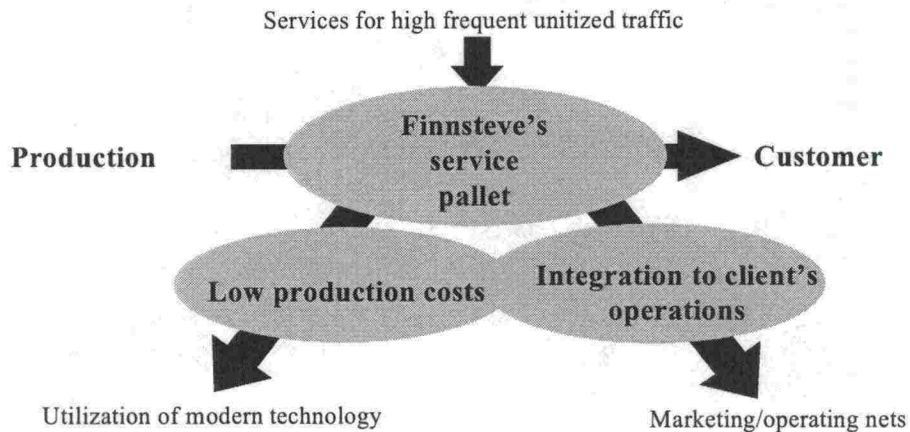 Services for high frequent unitized traffic
Finnsteve's
service
pallet
Production
Customer
Low production costs
Integration to client's
operations
Utilization of modern technology
Marketing/operating nets